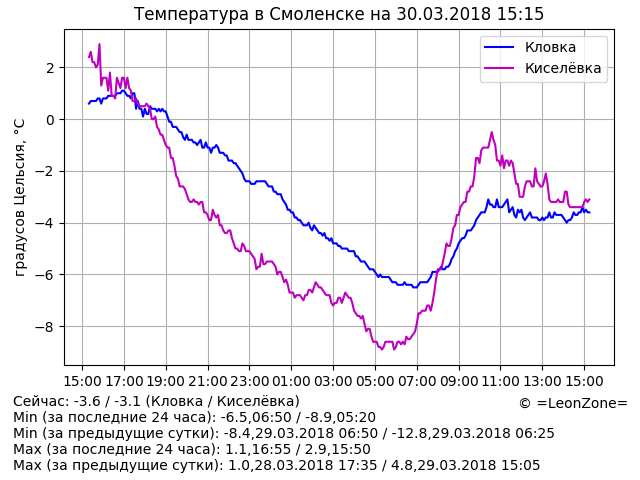 Температура в Смоленске на 30.03.2018 15:15
Кловка
Киселёвка
градусов Цельсия, °C
2
0
−2
−4
−6
−8
15:00 17:00 19:00 21:00 23:00 01:00 03:00 05:00 07:00 09:00 11:00 13:00 15:00
Сейчас: -3.6 / -3.1 (Кловка / Киселёвка)
© =LeonZone=
Min (за последние 24 часа): -6.5,06:50 / -8.9,05:20
Min (за предыдущие сутки): -8.4,29.03.2018 06:50 / -12.8,29.03.2018 06:25
Max (за последние 24 часа): 1.1,16:55 / 2.9,15:50
Max (за предыдущие сутки): 1.0,28.03.2018 17:35 / 4.8,29.03.2018 15:05